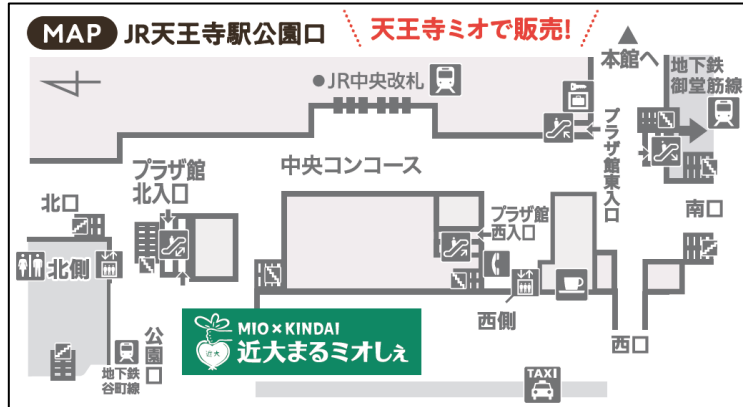 MAP JR天王寺駅公園口
天王寺ミオで販売!
本館へ
地下鉄
御堂筋線
●JR中央改札
プラザ館東入口
中央コンコース
プラザ館
北入口
北口
プラザ館
西入口
南口
北側
西側
西口
公園口
地下鉄
谷町線
近大
MIO×KINDAI
近大まるミオしぇ
TAXI